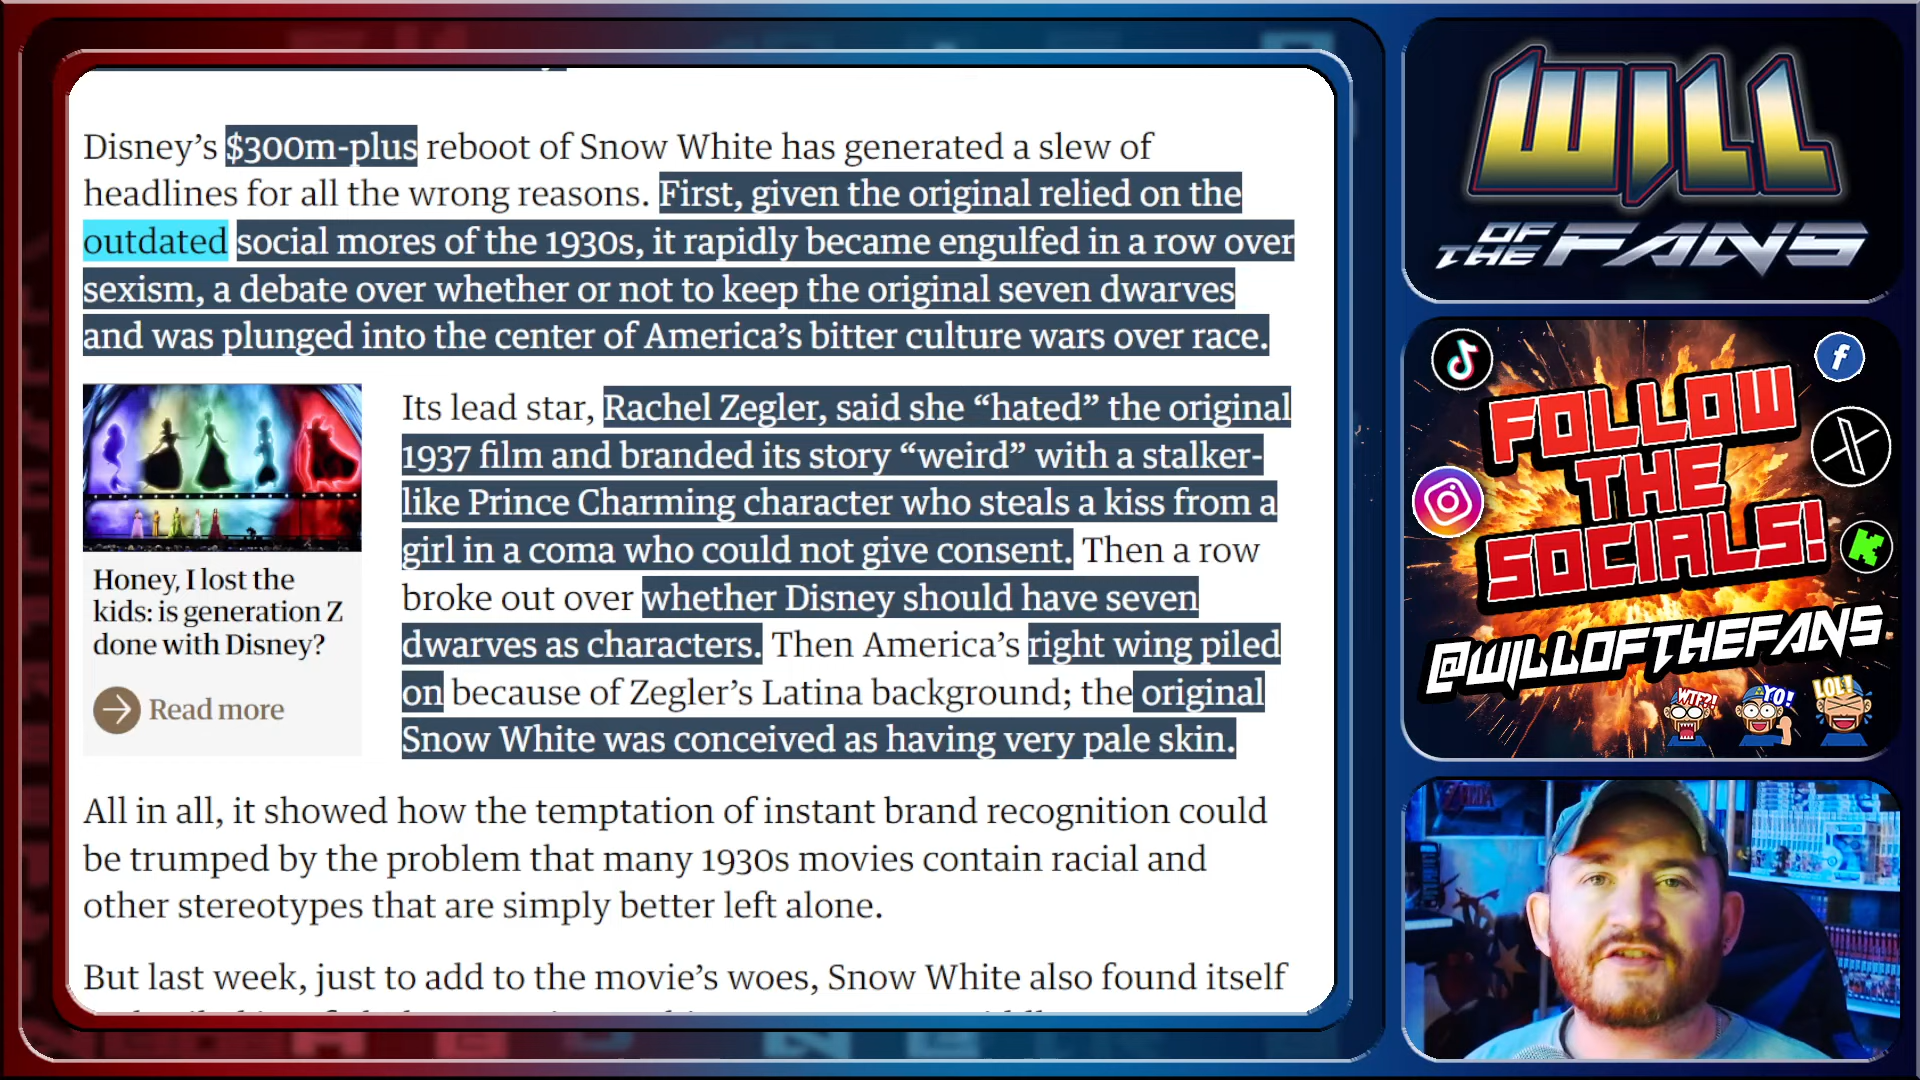 Disney’s $300m-plus reboot of Snow White has generated a slew of
headlines for all the wrong reasons. First, given the original relied on the
outdated social mores of the 1930s, it rapidly became engulfed in a row over
sexism, a debate over whether or not to keep the original seven dwarves
and was plunged into the center of America’s bitter culture wars over race.
Its lead star, Rachel Zegler, said she “hated” the original
1937 film and branded its story “weird” with a stalker-
like Prince Charming character who steals a kiss from a
girl in a coma who could not give consent. Then a row
broke out over whether Disney should have seven
dwarves as characters. Then America’s right wing piled
on because of Zegler’s Latina background; the original
Snow White was conceived as having very pale skin.
Honey, I lost the
kids: is generation Z
done with Disney?
Read more
All in all, it showed how the temptation of instant brand recognition could
be trumped by the problem that many 1930s movies contain racial and
other stereotypes that are simply better left alone.
But last week, just to add to the movie’s woes, Snow White also found itself
WILL
OF
THE FANS
FOLLOW
THE
SOCIALS!
@WILLOFTHEFANS
WTF?!
YO!
LOL!